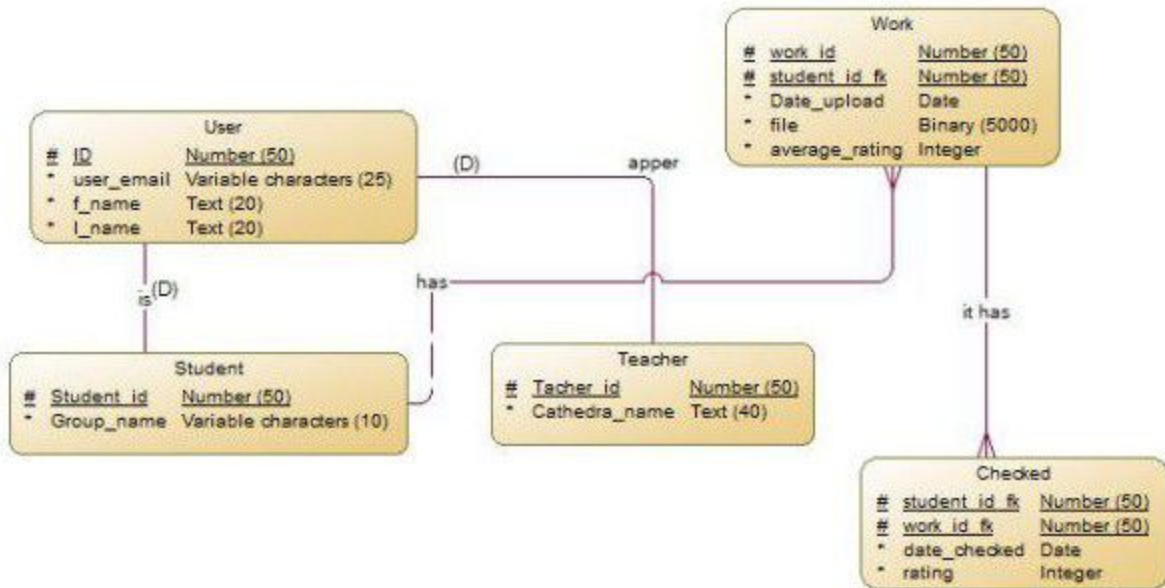 Work
# work_id Number (50)
# student_id_fk Number (50)
* Date_upload Date
* file Binary (5000)
* average_rating Integer
User
# ID Number (50)
* user_email Variable characters (25)
* f_name Text (20)
* l_name Text (20)
(D)
apper
is (D)
has
it has
Student
# Student_id Number (50)
* Group_name Variable characters (10)
Teacher
# Tacher_id Number (50)
* Cathedra_name Text (40)
Checked
# student_id_fk Number (50)
# work_id_fk Number (50)
* date_checked Date
* rating Integer